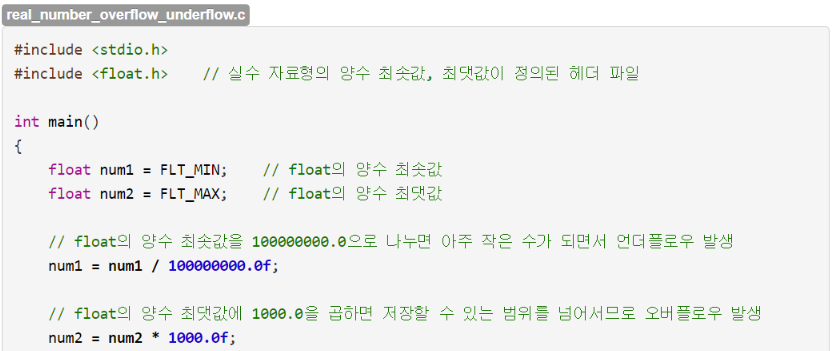 real_number_overflow_underflow.c
#include <stdio.h>
#include <float.h>    // 실수 자료형의 양수 최솟값, 최댓값이 정의된 헤더 파일
int main()
{
    float num1 = FLT_MIN;    // float의 양수 최솟값
    float num2 = FLT_MAX;    // float의 양수 최댓값
    // float의 양수 최솟값을 100000000.0으로 나누면 아주 작은 수가 되면서 언더플로우 발생
    num1 = num1 / 100000000.0f;
    // float의 양수 최댓값에 1000.0을 곱하면 저장할 수 있는 범위를 넘어서므로 오버플로우 발생
    num2 = num2 * 1000.0f;